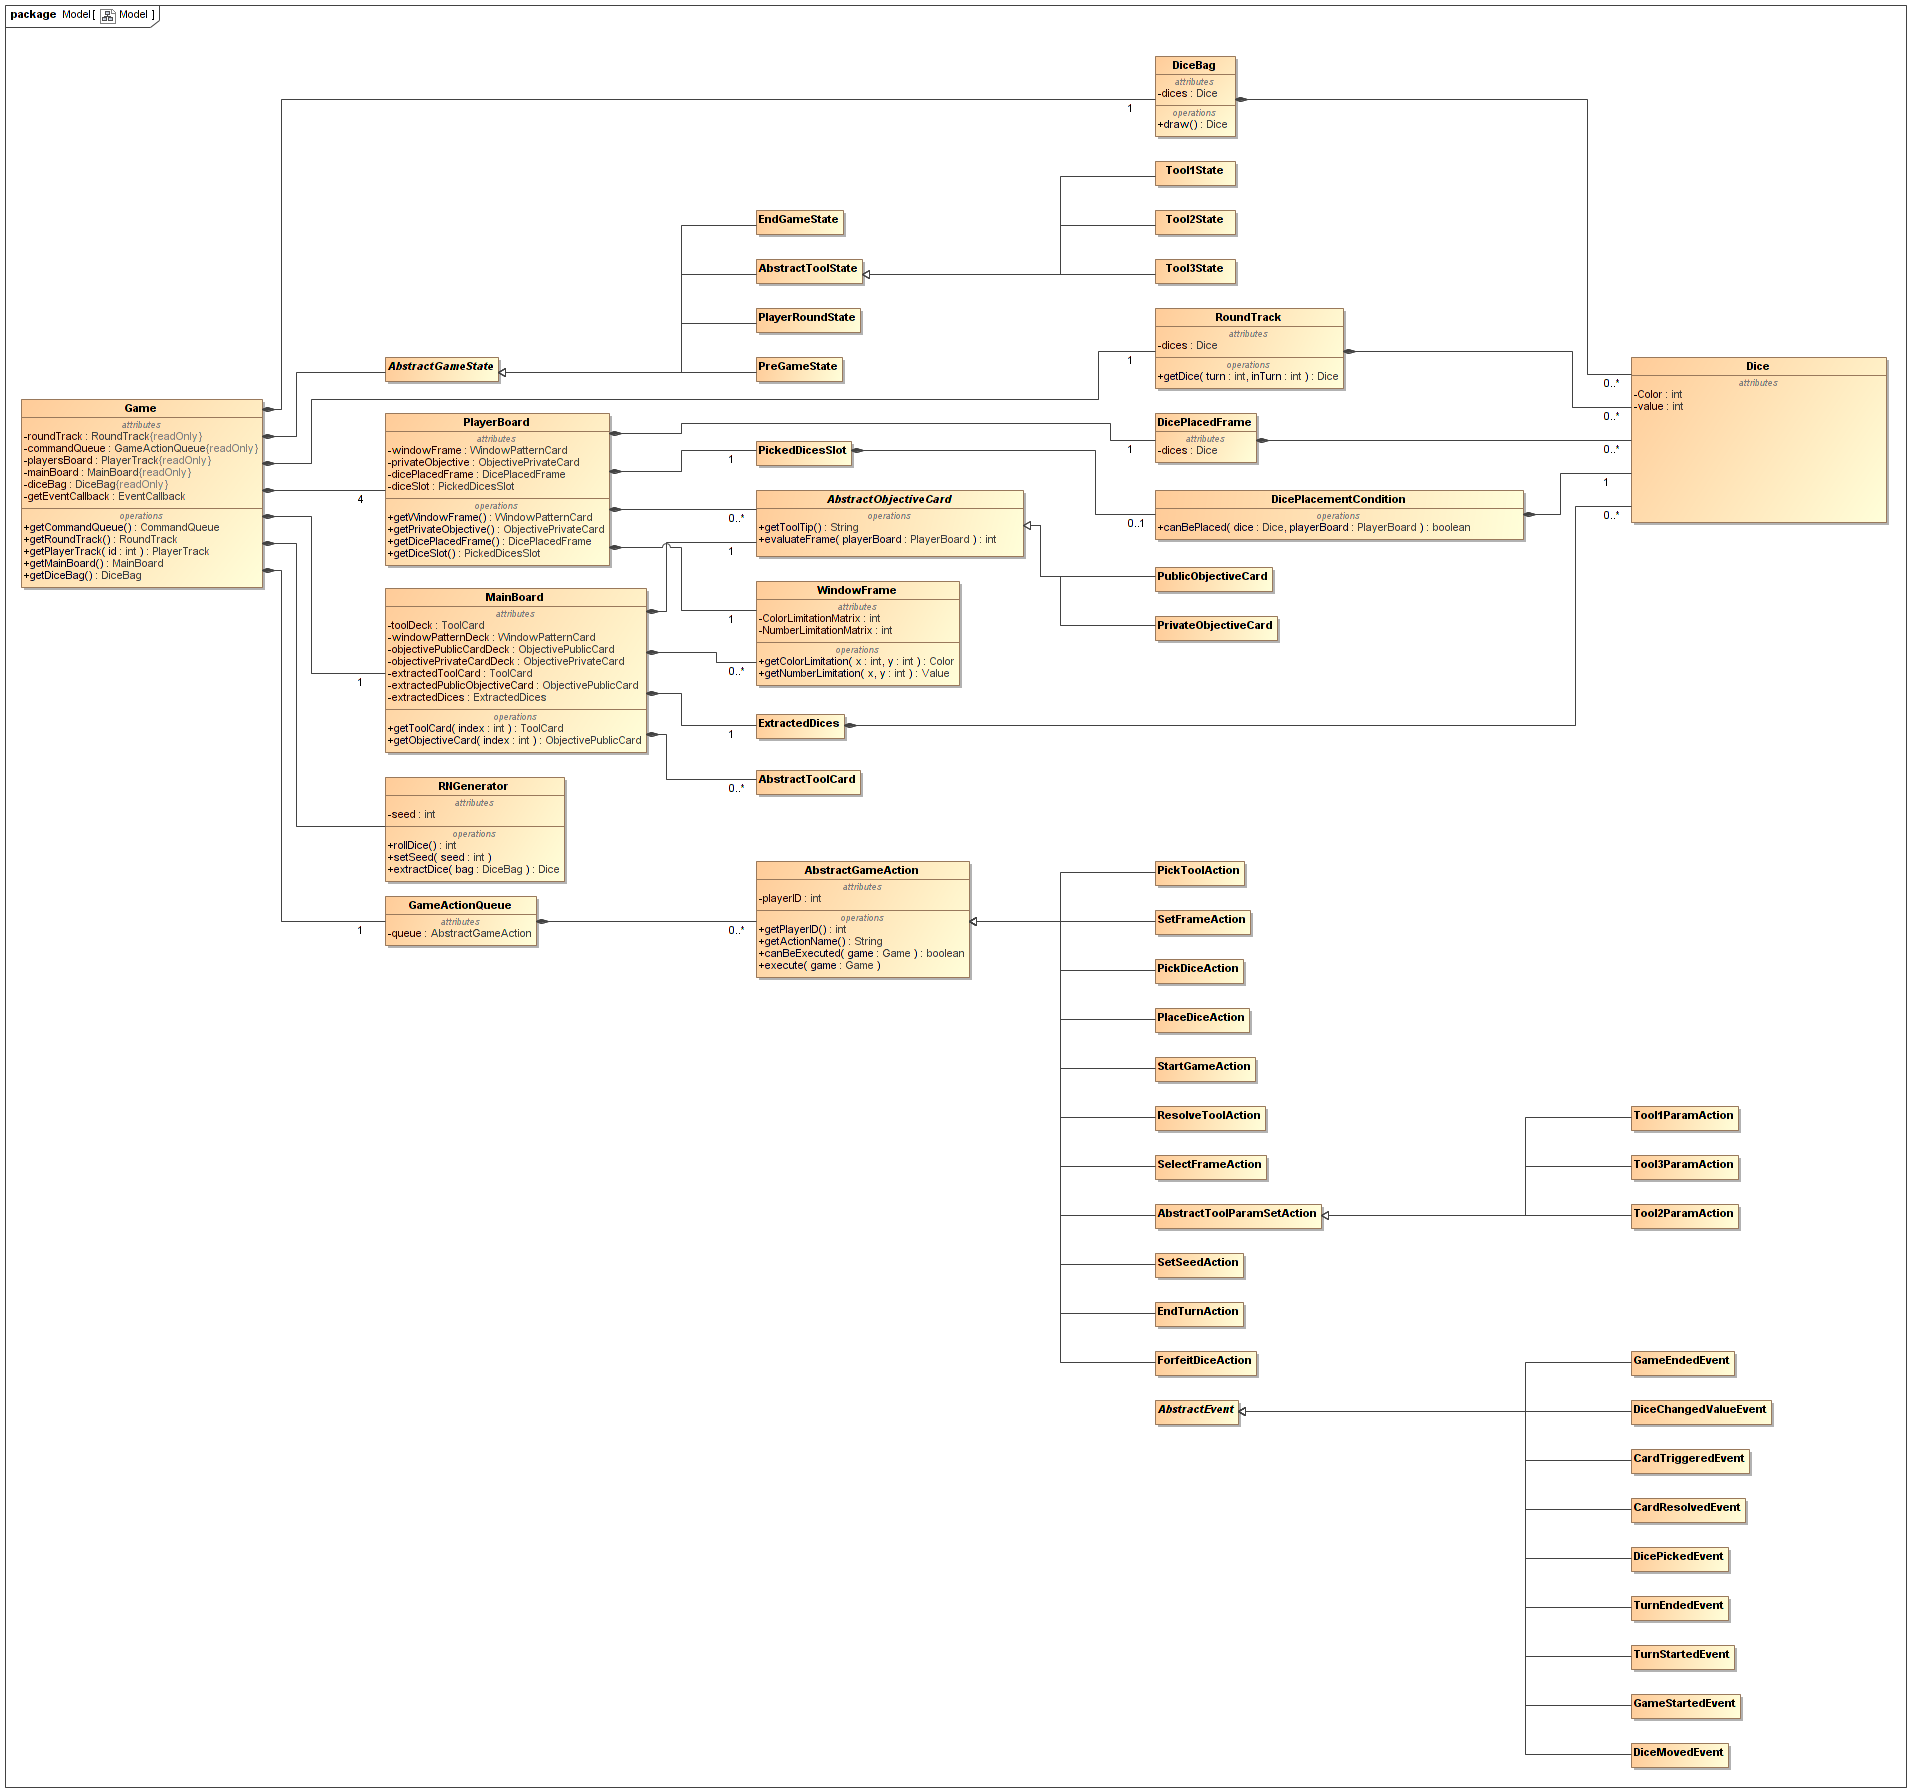 package Model [ Model ]
DiceBag
attributes
-dices : Dice
operations
+draw() : Dice
1
Tool1State
Tool2State
Tool3State
EndGameState
AbstractToolState
PlayerRoundState
PreGameState
AbstractGameState
RoundTrack
attributes
-dices : Dice
operations
+getDice( turn : int, inTurn : int ) : Dice
1
Dice
attributes
-Color : int
-value : int
0..*
0..*
0..*
1
0..*
Game
attributes
-roundTrack : RoundTrack{readOnly}
-commandQueue : GameActionQueue{readOnly}
-playersBoard : PlayerTrack{readOnly}
-mainBoard : MainBoard{readOnly}
-diceBag : DiceBag{readOnly}
-getEventCallback : EventCallback
operations
+getCommandQueue() : CommandQueue
+getRoundTrack() : RoundTrack
+getPlayerTrack( id : int ) : PlayerTrack
+getMainBoard() : MainBoard
+getDiceBag() : DiceBag
4
PlayerBoard
attributes
-windowFrame : WindowPatternCard
-privateObjective : ObjectivePrivateCard
-dicePlacedFrame : DicePlacedFrame
-diceSlot : PickedDicesSlot
operations
+getWindowFrame() : WindowPatternCard
+getPrivateObjective() : ObjectivePrivateCard
+getDicePlacedFrame() : DicePlacedFrame
+getDiceSlot() : PickedDicesSlot
DicePlacedFrame
attributes
-dices : Dice
1
PickedDicesSlot
1
DicePlacementCondition
operations
+canBePlaced( dice : Dice, playerBoard : PlayerBoard ) : boolean
0..1
AbstractObjectiveCard
operations
+getToolTip() : String
+evaluateFrame( playerBoard : PlayerBoard ) : int
0..*
1
PublicObjectiveCard
PrivateObjectiveCard
WindowFrame
attributes
-ColorLimitationMatrix : int
-NumberLimitationMatrix : int
operations
+getColorLimitation( x : int, y : int ) : Color
+getNumberLimitation( x, y : int ) : Value
1
0..*
MainBoard
attributes
-toolDeck : ToolCard
-windowPatternDeck : WindowPatternCard
-objectivePublicCardDeck : ObjectivePublicCard
-objectivePrivateCardDeck : ObjectivePrivateCard
-extractedToolCard : ToolCard
-extractedPublicObjectiveCard : ObjectivePublicCard
-extractedDices : ExtractedDices
operations
+getToolCard( index : int ) : ToolCard
+getObjectiveCard( index : int ) : ObjectivePublicCard
1
ExtractedDices
1
AbstractToolCard
0..*
RNGenerator
attributes
-seed : int
operations
+rollDice() : int
+setSeed( seed : int )
+extractDice( bag : DiceBag ) : Dice
GameActionQueue
attributes
-queue : AbstractGameAction
1
AbstractGameAction
attributes
-playerID : int
operations
+getPlayerID() : int
+getActionName() : String
+canBeExecuted( game : Game ) : boolean
+execute( game : Game )
0..*
PickToolAction
SetFrameAction
PickDiceAction
PlaceDiceAction
StartGameAction
ResolveToolAction
SelectFrameAction
AbstractToolParamSetAction
SetSeedAction
EndTurnAction
ForfeitDiceAction
Tool1ParamAction
Tool3ParamAction
Tool2ParamAction
AbstractEvent
GameEndedEvent
DiceChangedValueEvent
CardTriggeredEvent
CardResolvedEvent
DicePickedEvent
TurnEndedEvent
TurnStartedEvent
GameStartedEvent
DiceMovedEvent